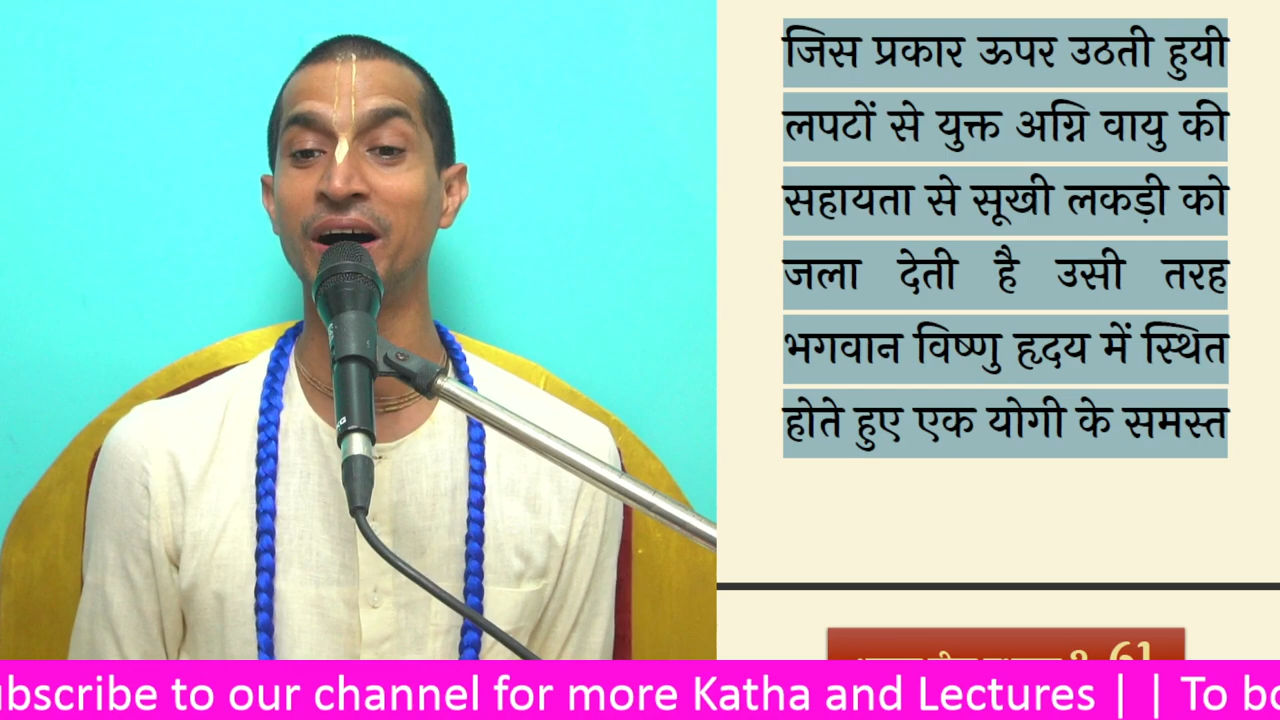 जिस प्रकार ऊपर उठती हुयी
लपटों से युक्त अग्नि वायु की
सहायता से सूखी लकड़ी को
जला देती है उसी तरह
भगवान विष्णु हृदय में स्थित
होते हुए एक योगी के समस्त
61
ubscribe to our channel for more Katha and Lectures | | To bo